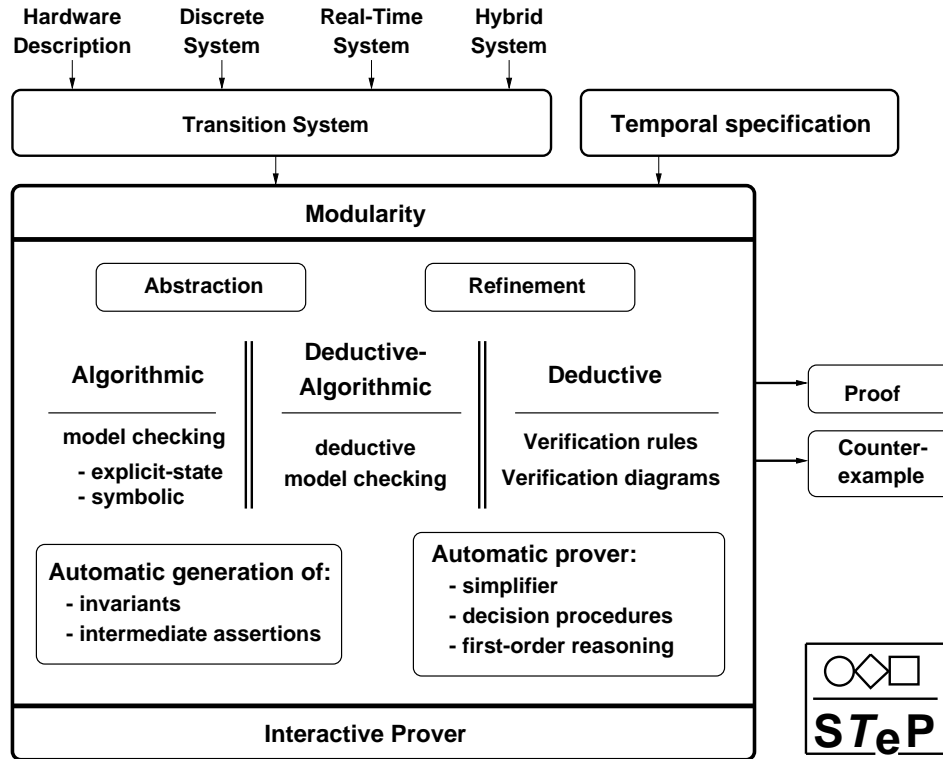 Hardware
Description
Discrete
System
Real-Time
System
Hybrid
System
Transition System
Temporal specification
Modularity
Abstraction
Refinement
Algorithmic
model checking
- explicit-state
- symbolic
Deductive-
Algorithmic
deductive
model checking
Deductive
Verification rules
Verification diagrams
Proof
Counter-
example
Automatic generation of:
- invariants
- intermediate assertions
Automatic prover:
- simplifier
- decision procedures
- first-order reasoning
Interactive Prover
STeP